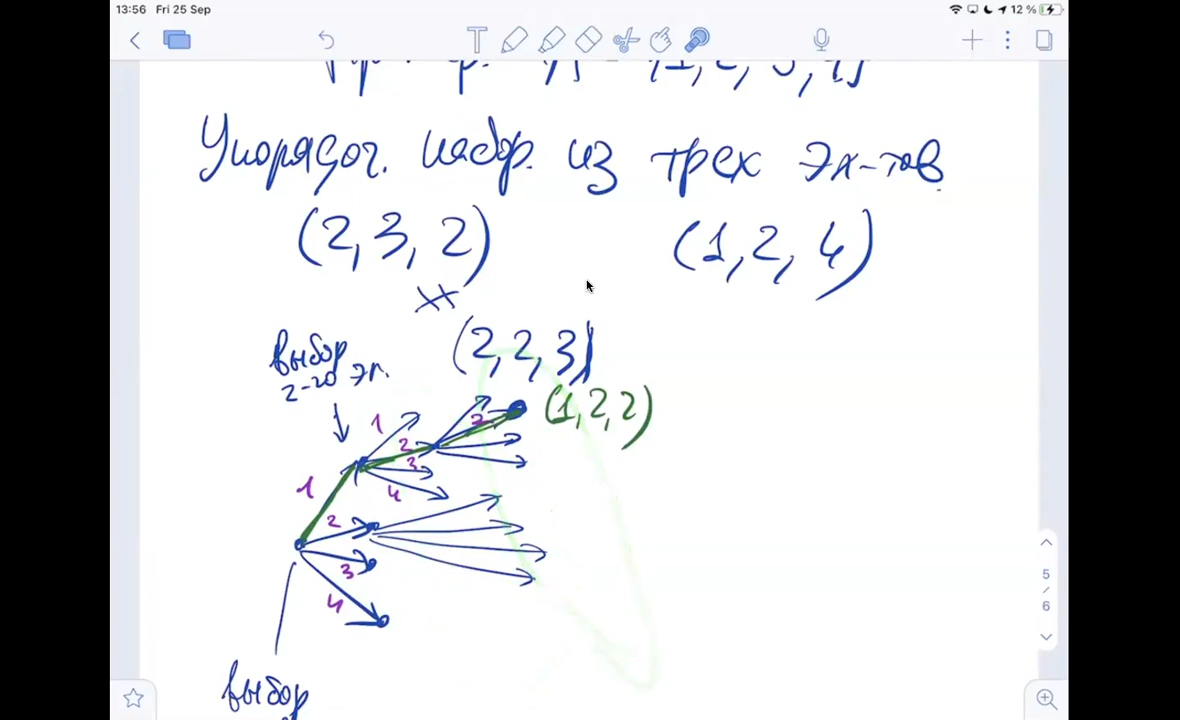 13:56 Fri 25 Sep
12 %
Упорядоч. набор. из трех эл-тов
(2, 3, 2)
(1, 2, 4)
(2, 2, 3)
выбор
2-го эл.
(1, 2, 2)
1
2
2
3
4
1
2
3
4
5
/
6
выбор